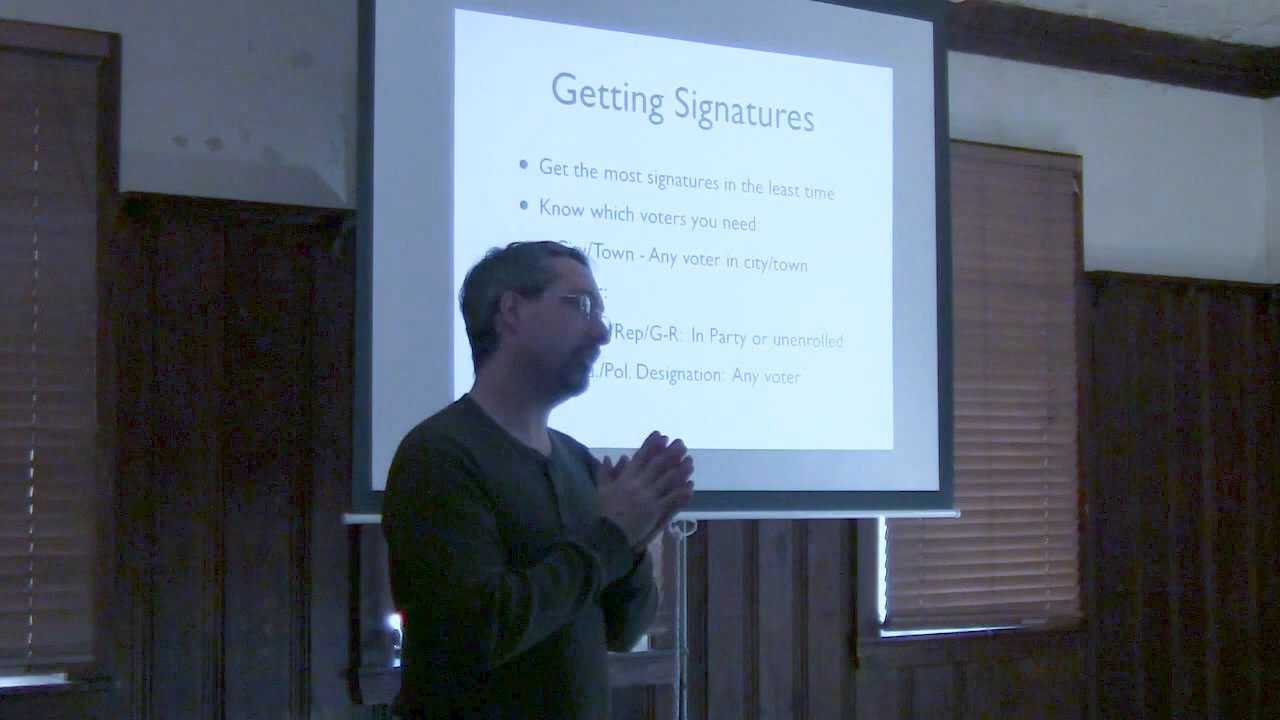 Getting Signatures
• Get the most signatures in the least time
• Know which voters you need:
/Town - Any voter in city/town
/Rep/G-R: In Party or unenrolled
./Pol. Designation: Any voter